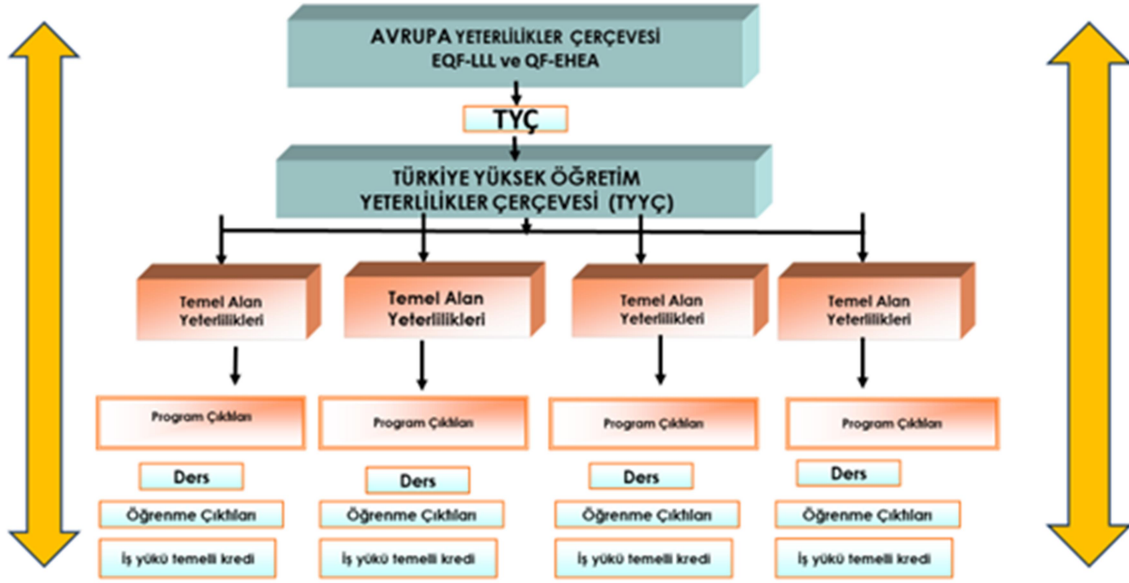 AVRUPA YETERLİLİKLER ÇERÇEVESİ
EQF-LLL ve QF-EHEA
TYÇ
TÜRKİYE YÜKSEK ÖĞRETİM
YETERLİLİKLER ÇERÇEVESİ (TYYÇ)
Temel Alan
Yeterlilikleri
Temel Alan
Yeterlilikleri
Temel Alan
Yeterlilikleri
Temel Alan
Yeterlilikleri
Program Çıktıları
Program Çıktıları
Program Çıktıları
Program Çıktıları
Ders
Ders
Ders
Ders
Öğrenme Çıktıları
Öğrenme Çıktıları
Öğrenme Çıktıları
Öğrenme Çıktıları
İş yükü temelli kredi
İş yükü temelli kredi
İş yükü temelli kredi
İş yükü temelli kredi